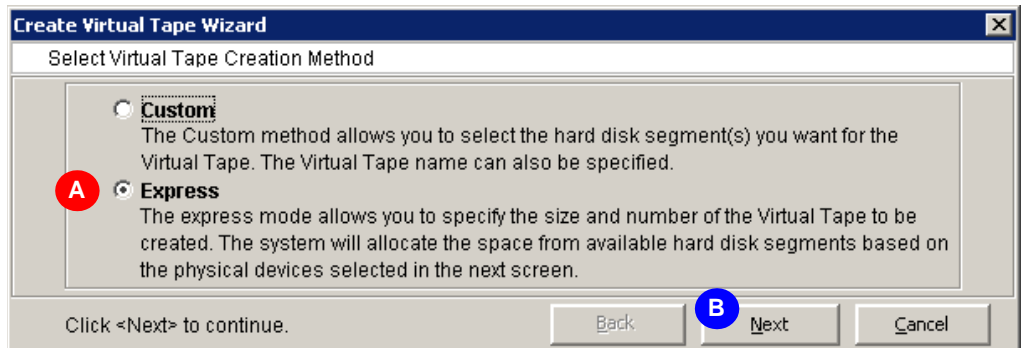 Create Virtual Tape Wizard
Select Virtual Tape Creation Method
Custom
The Custom method allows you to select the hard disk segment(s) you want for the
Virtual Tape. The Virtual Tape name can also be specified.
A Express
The express mode allows you to specify the size and number of the Virtual Tape to be
created. The system will allocate the space from available hard disk segments based on
the physical devices selected in the next screen.
Click <Next> to continue. Back B Next Cancel